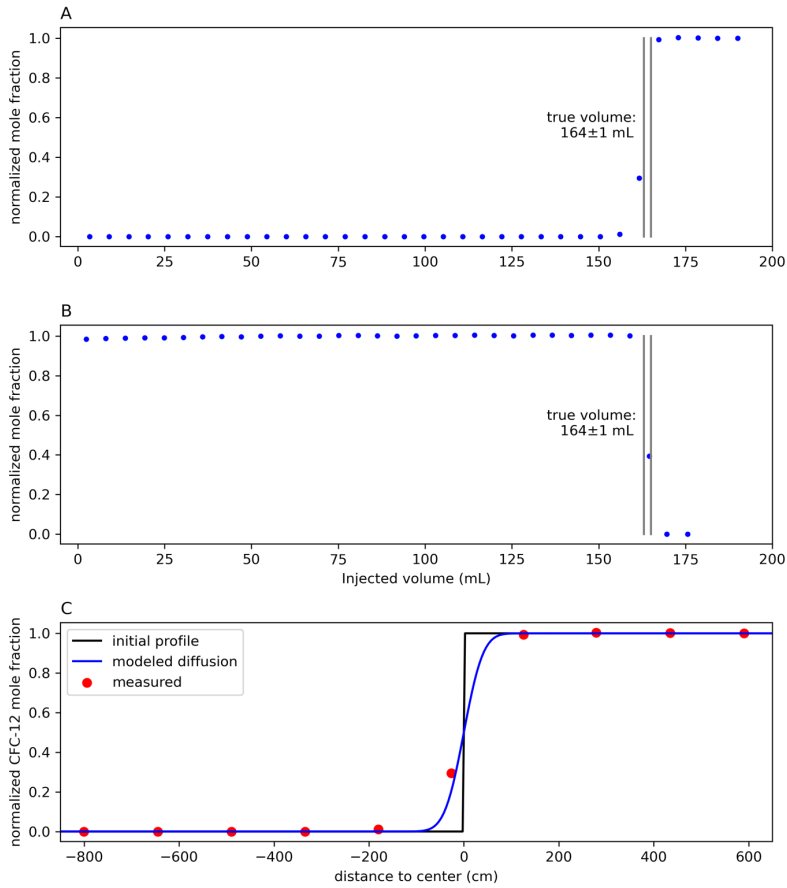 A
normalized mole fraction
1.0
0.8
0.6
0.4
0.2
0.0
true volume:
164±1 mL
0 25 50 75 100 125 150 175 200
B
normalized mole fraction
1.0
0.8
0.6
0.4
0.2
0.0
true volume:
164±1 mL
0 25 50 75 100 125 150 175 200
Injected volume (mL)
C
normalized CFC-12 mole fraction
1.0
0.8
0.6
0.4
0.2
0.0
initial profile
modeled diffusion
measured
−800 −600 −400 −200 0 200 400 600
distance to center (cm)